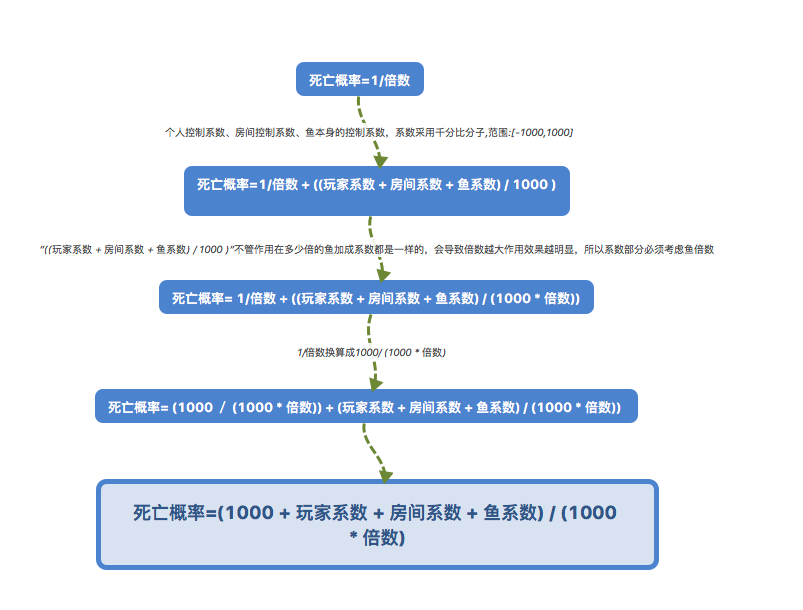 死亡概率=1/倍数
个人控制系数、房间控制系数、鱼本身的控制系数，系数采用千分比分子,范围:[-1000,1000]
死亡概率=1/倍数 + ((玩家系数 + 房间系数 + 鱼系数) / 1000 )
“((玩家系数 + 房间系数 + 鱼系数) / 1000 )”不管作用在多少倍的鱼加成系数都是一样的，会导致倍数越大作用效果越明显，所以系数部分必须考虑鱼倍数
死亡概率= 1/倍数 + ((玩家系数 + 房间系数 + 鱼系数) / (1000 * 倍数))
1/倍数换算成1000/ (1000 * 倍数)
死亡概率= (1000 / (1000 * 倍数)) + (玩家系数 + 房间系数 + 鱼系数) / (1000 * 倍数))
死亡概率=(1000 + 玩家系数 + 房间系数 + 鱼系数) / (1000
* 倍数)